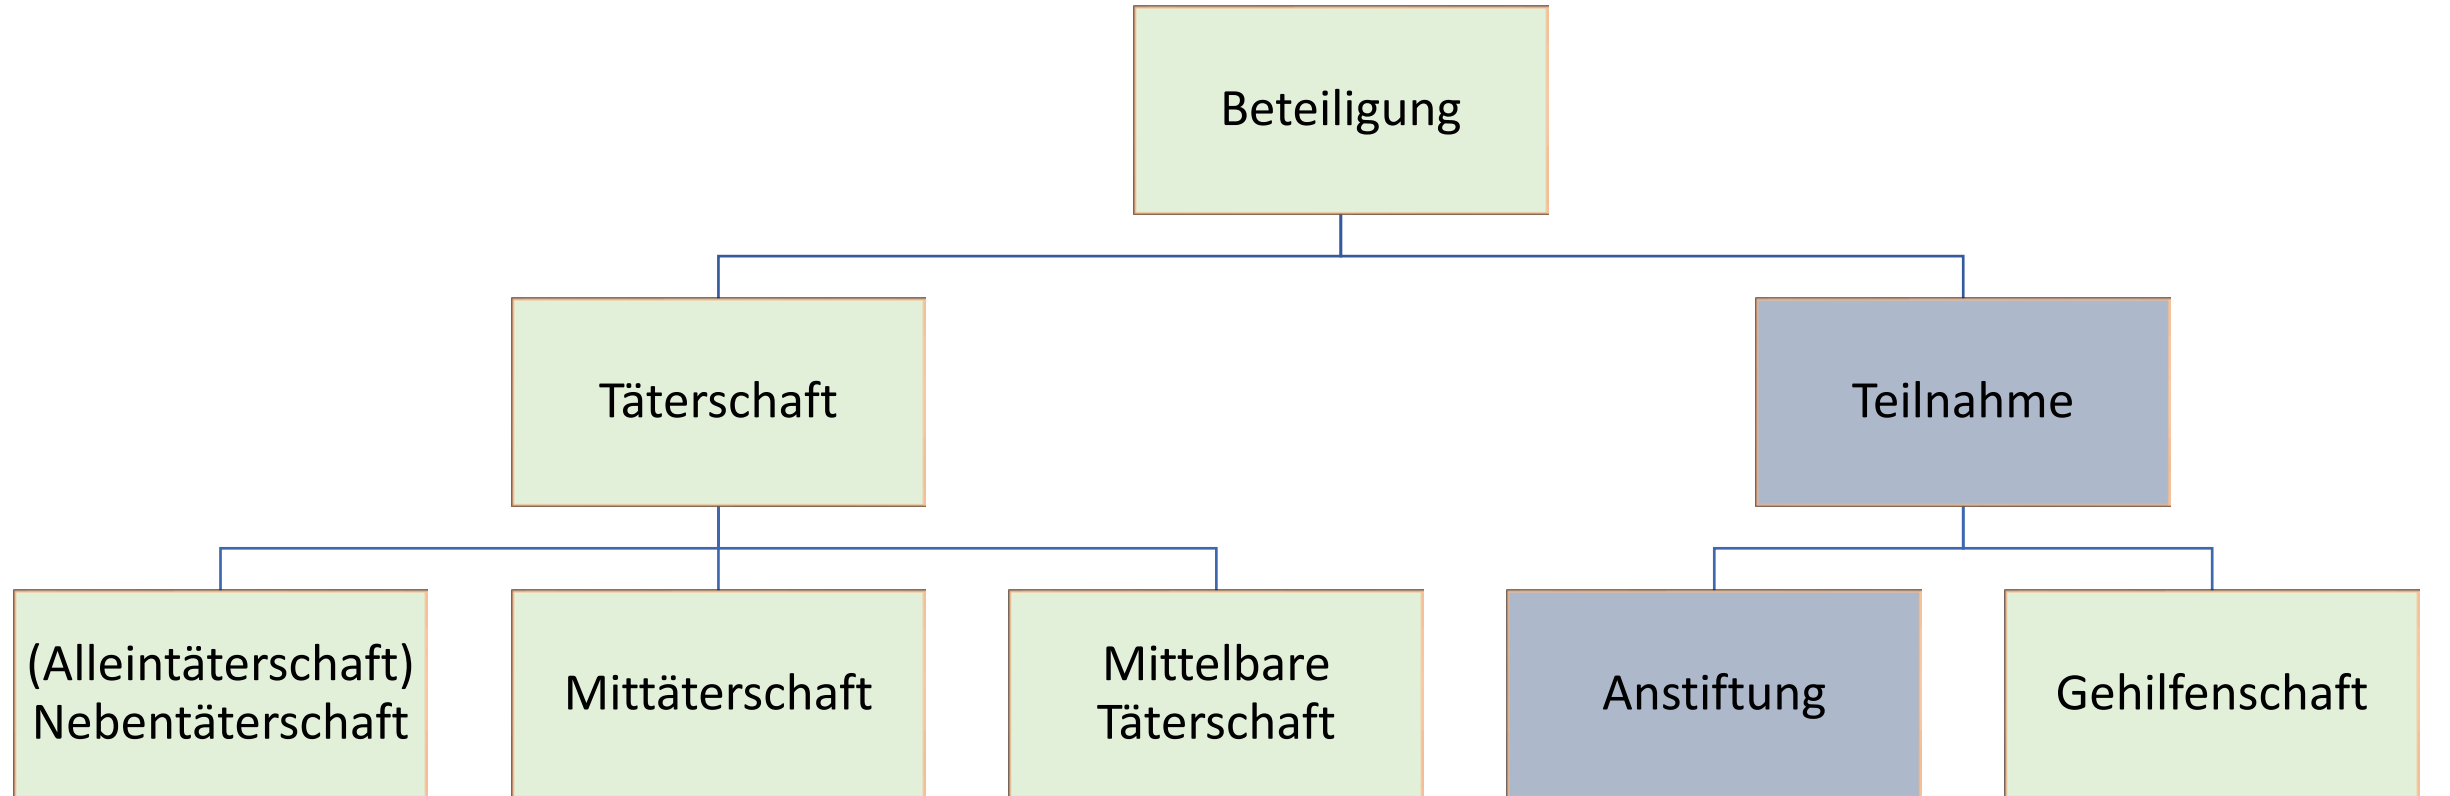 Beteiligung
Täterschaft
Teilnahme
(Alleintäterschaft)
Nebentäterschaft
Mittäterschaft
Mittelbare
Täterschaft
Anstiftung
Gehilfenschaft